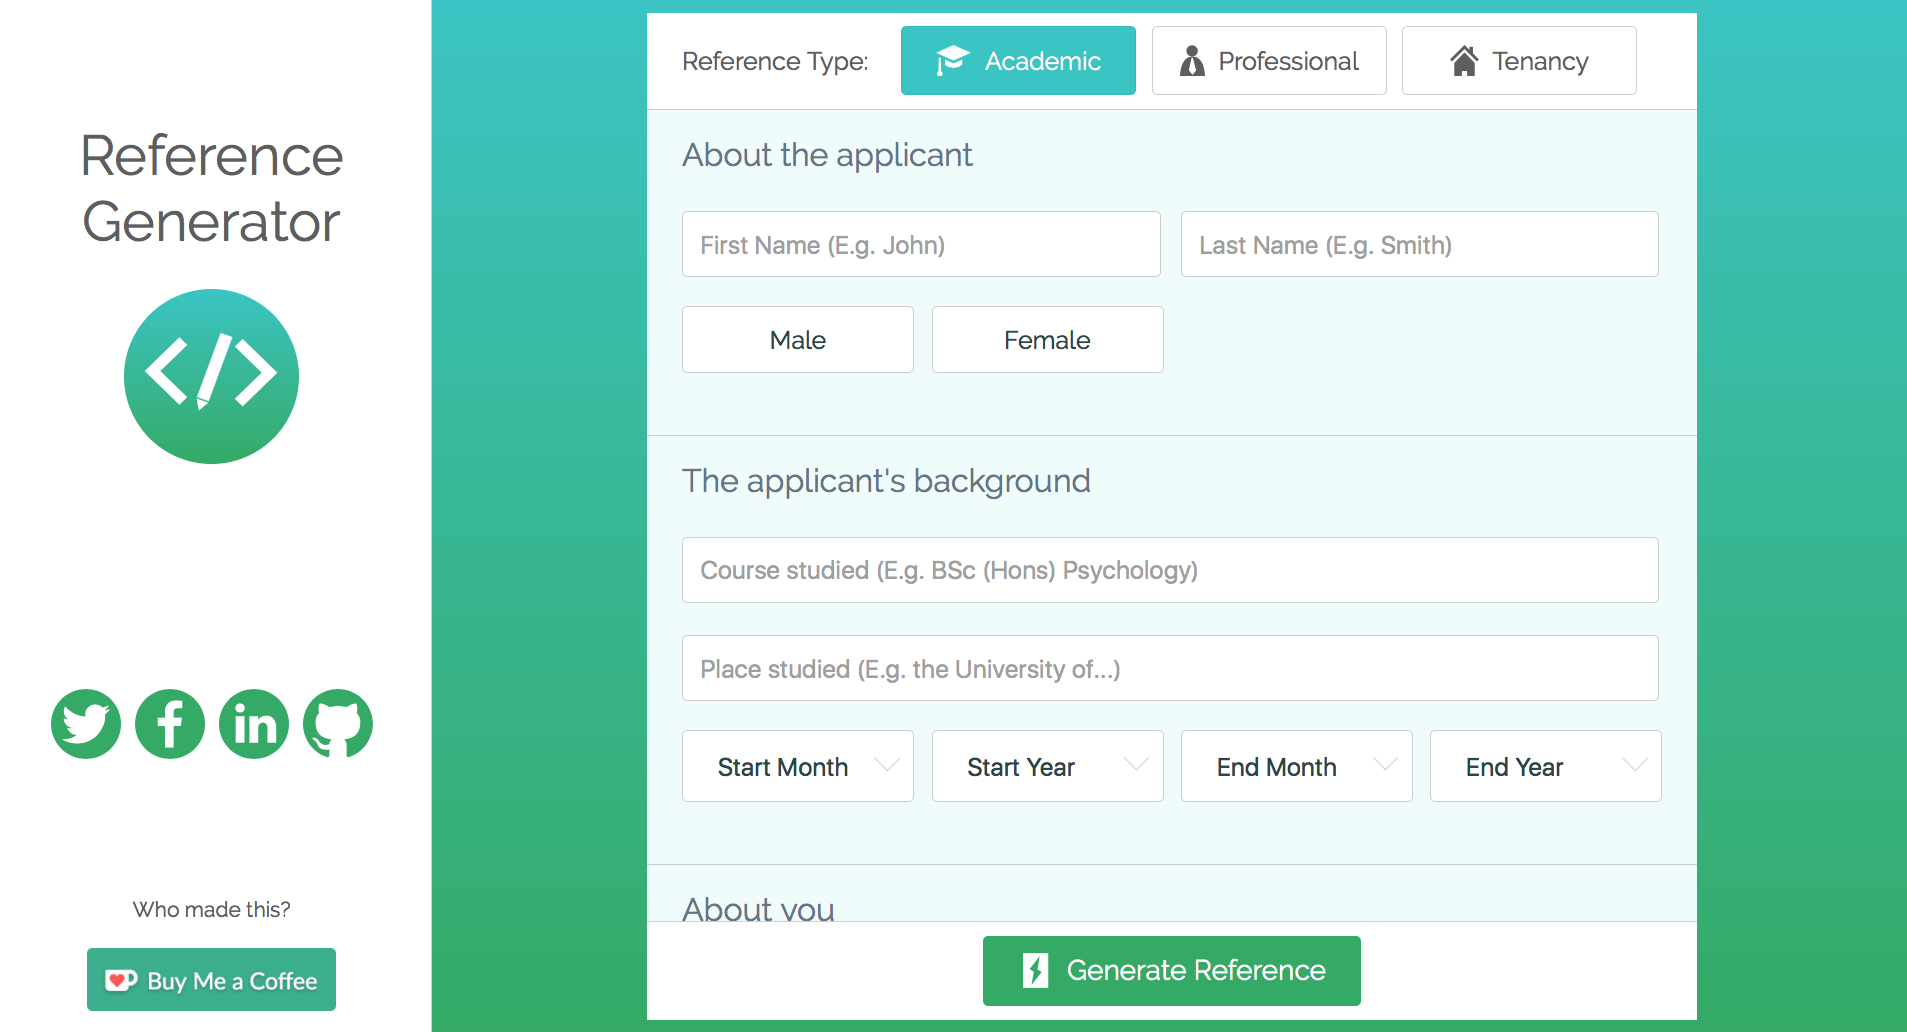 Reference
Generator
Who made this?
Buy Me a Coffee
Reference Type:
Academic
Professional
Tenancy
About the applicant
First Name (E.g. John)
Last Name (E.g. Smith)
Male
Female
The applicant's background
Course studied (E.g. BSc (Hons) Psychology)
Place studied (E.g. the University of...)
Start Month
Start Year
End Month
End Year
About you
Generate Reference